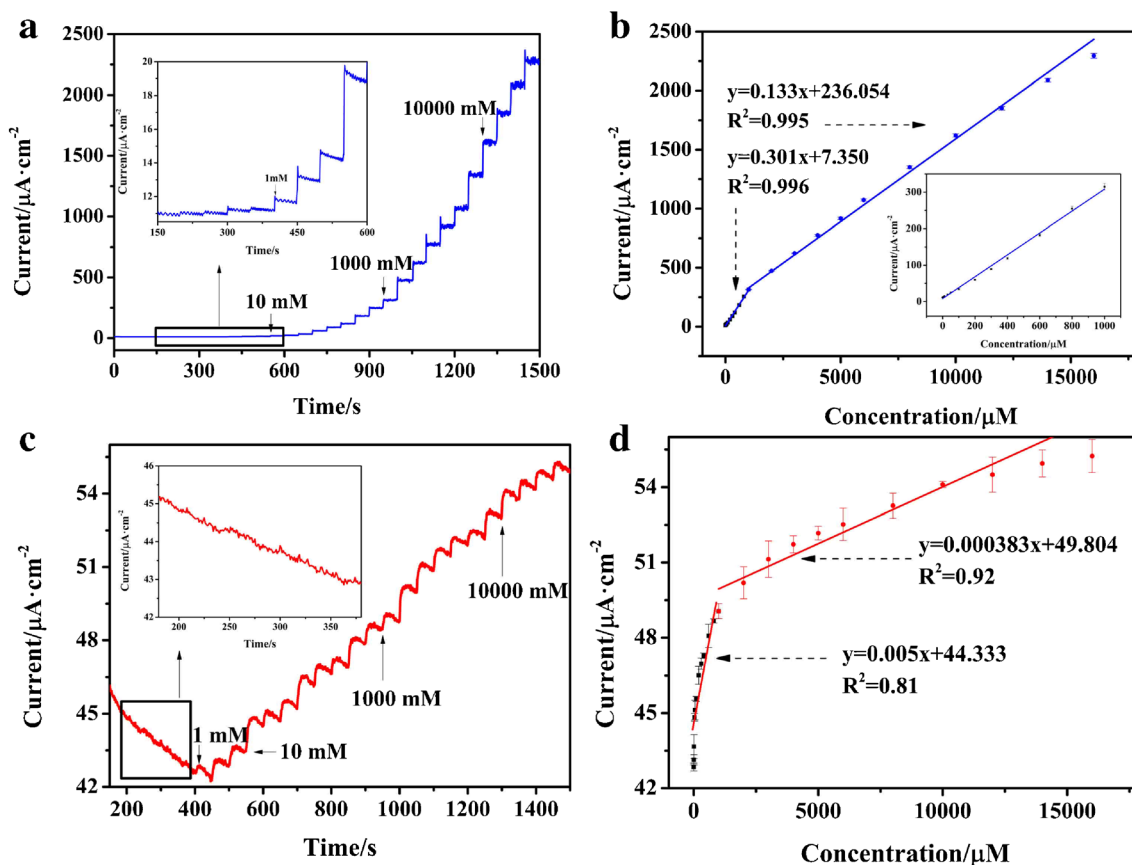 a
2500
2000
1500
1000
500
0
0 300 600 900 1200 1500
Current/μA·cm⁻²
Time/s
10000 mM
1000 mM
10 mM
20
18
16
14
12
150 300 450 600
Current/μA·cm⁻²
Time/s
1mM
b
2500
2000
1500
1000
500
0
0 5000 10000 15000
Current/μA·cm⁻²
Concentration/μM
y=0.133x+236.054
R²=0.995
y=0.301x+7.350
R²=0.996
300
200
100
0
0 200 400 600 800 1000
Current/μA·cm⁻²
Concentration/μM
c
54
51
48
45
42
200 400 600 800 1000 1200 1400
Current/μA·cm⁻²
Time/s
1 mM
10 mM
1000 mM
10000 mM
46
45
44
43
42
200 250 300 350
Current/μA·cm⁻²
Time/s
d
54
51
48
45
42
0 5000 10000 15000
Current/μA·cm⁻²
Concentration/μM
y=0.000383x+49.804
R²=0.92
y=0.005x+44.333
R²=0.81